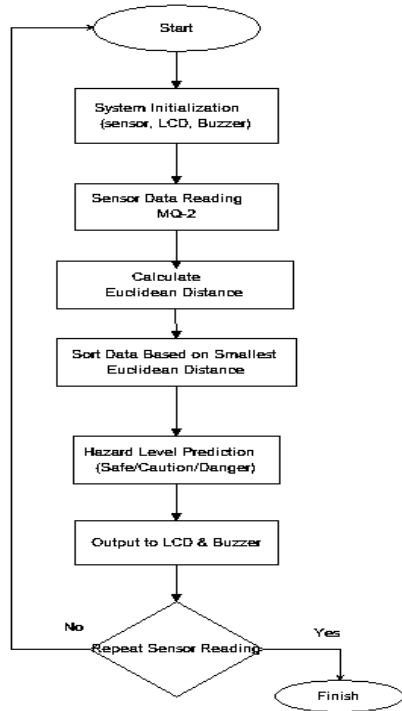 Start
System Initialization
(sensor, LCD, Buzzer)
Sensor Data Reading
MQ-2
Calculate
Euclidean Distance
Sort Data Based on Smallest
Euclidean Distance
Hazard Level Prediction
(Safe/Caution/Danger)
Output to LCD & Buzzer
No
Repeat Sensor Reading
Yes
Finish